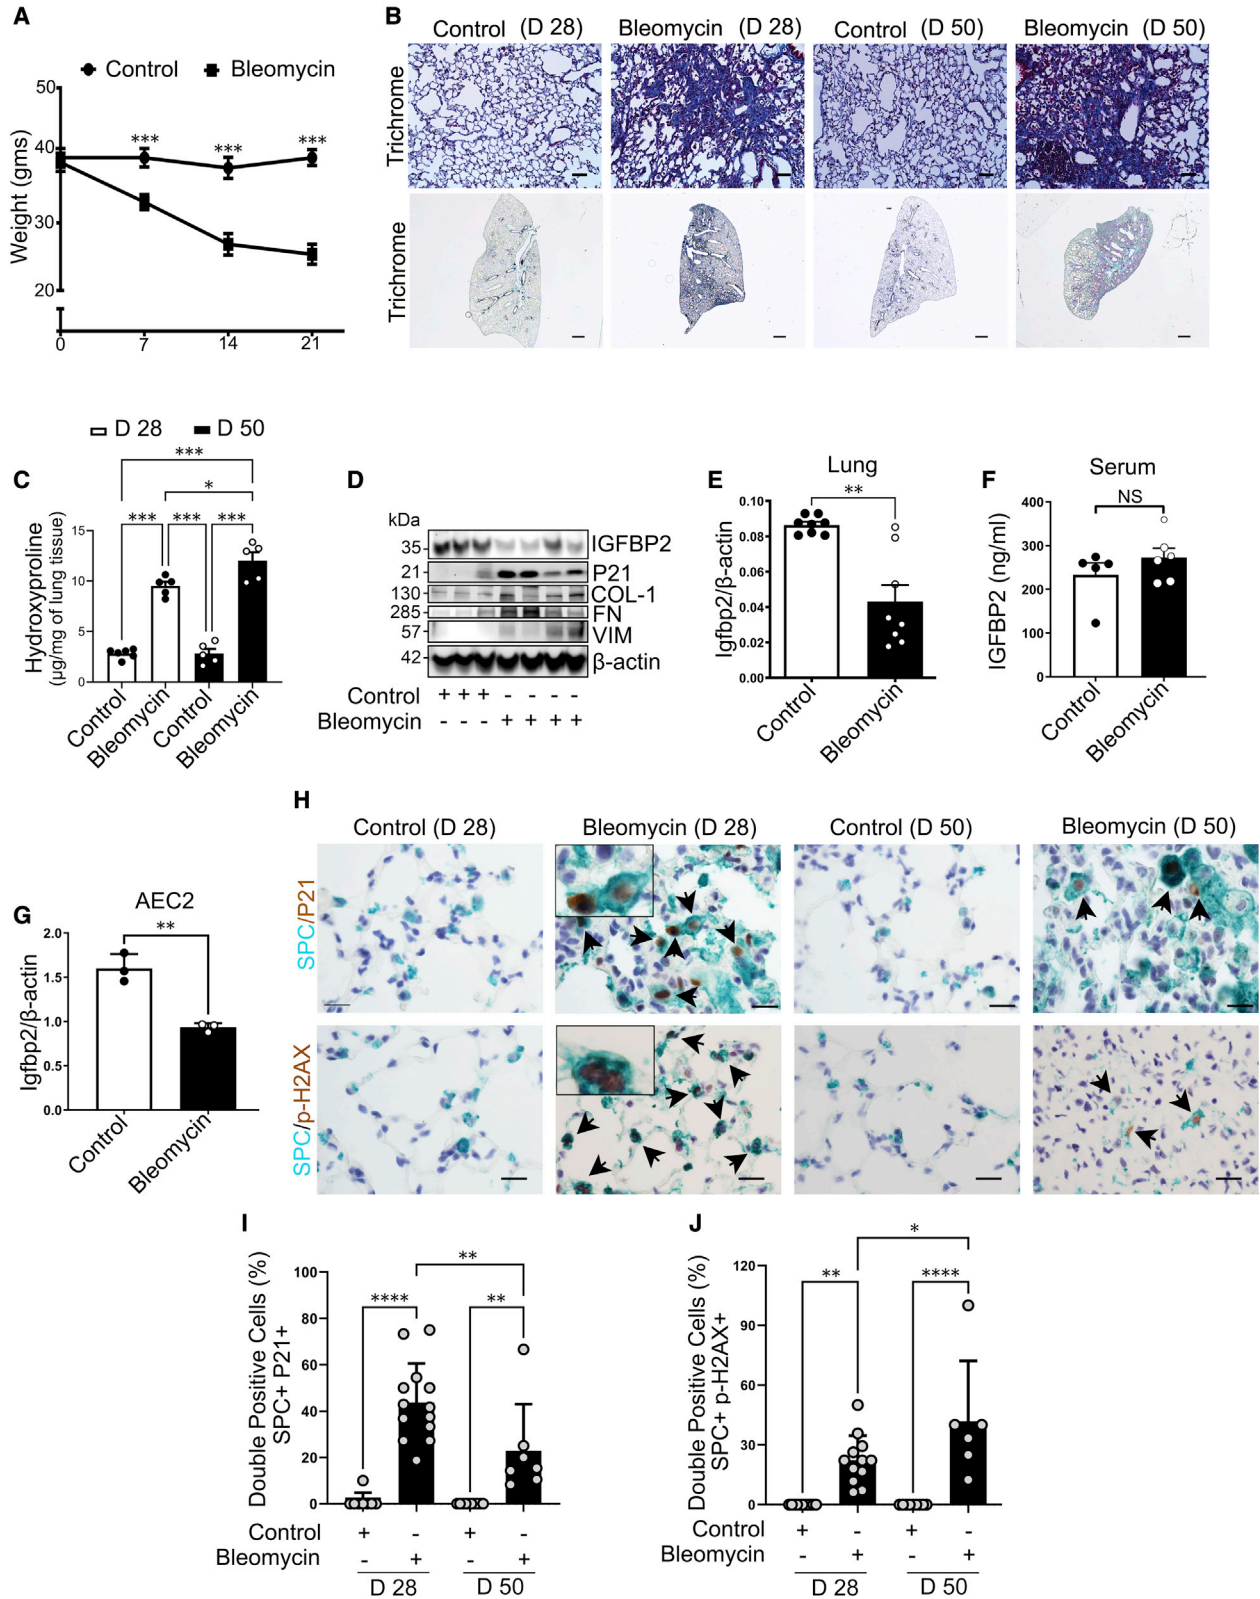 A
Control
Bleomycin
Weight (gms)
50
40
30
20
***
***
***
0
7
14
21
B
Control (D 28)
Bleomycin (D 28)
Control (D 50)
Bleomycin (D 50)
Trichrome
Trichrome
C
D 28
D 50
***
*
***
***
***
Hydroxyproline
(µg/mg of lung tissue)
15
10
5
0
Control
Bleomycin
Control
Bleomycin
D
kDa
35
IGFBP2
21
P21
130
COL-1
285
FN
57
VIM
42
β-actin
Control + + + - - - -
Bleomycin - - - + + + +
E
Lung
**
Igfbp2/β-actin
0.10
0.08
0.06
0.04
0.02
0.00
Control
Bleomycin
F
Serum
NS
IGFBP2 (ng/ml)
400
300
200
100
0
Control
Bleomycin
G
AEC2
**
Igfbp2/β-actin
2.0
1.5
1.0
0.5
0.0
Control
Bleomycin
H
Control (D 28)
Bleomycin (D 28)
Control (D 50)
Bleomycin (D 50)
SPC/P21
SPC/p-H2AX
I
Double Positive Cells (%)
SPC+ P21+
100
80
60
40
20
0
****
**
**
Control + - + -
Bleomycin - + - +
D 28
D 50
J
Double Positive Cells (%)
SPC+ p-H2AX+
120
90
60
30
0
**
*
****
Control + - + -
Bleomycin - + - +
D 28
D 50